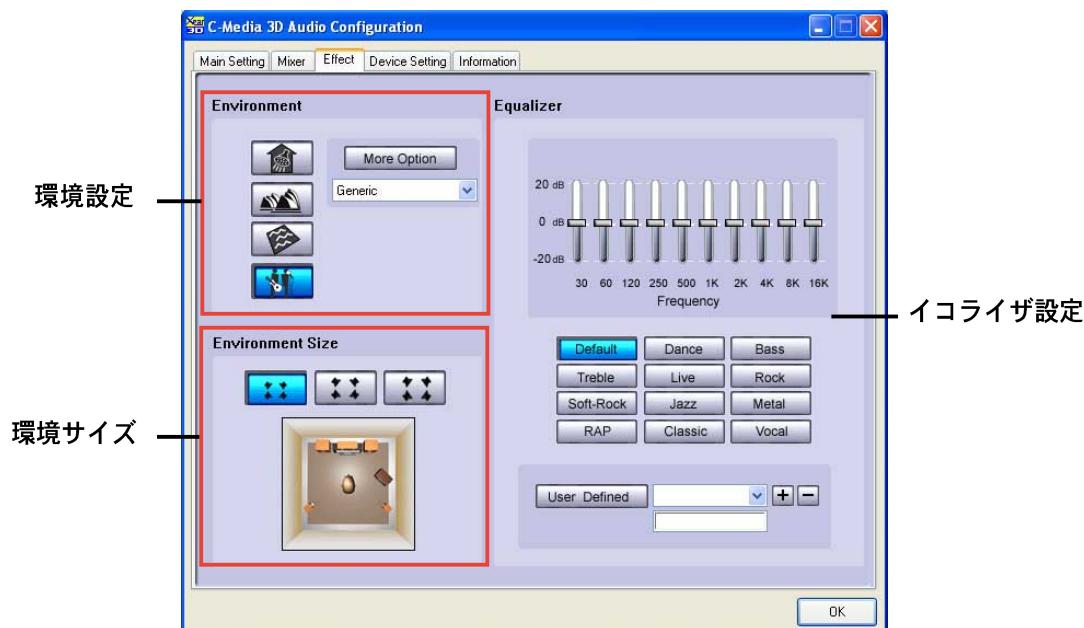 Xear 3D C-Media 3D Audio Configuration
Main Setting Mixer Effect Device Setting Information
Environment
More Option
Generic
環境設定
Environment Size
環境サイズ
Equalizer
20 dB
0 dB
-20 dB
30 60 120 250 500 1K 2K 4K 8K 16K
Frequency
イコライザ設定
Default Dance Bass
Treble Live Rock
Soft-Rock Jazz Metal
RAP Classic Vocal
User Defined
OK